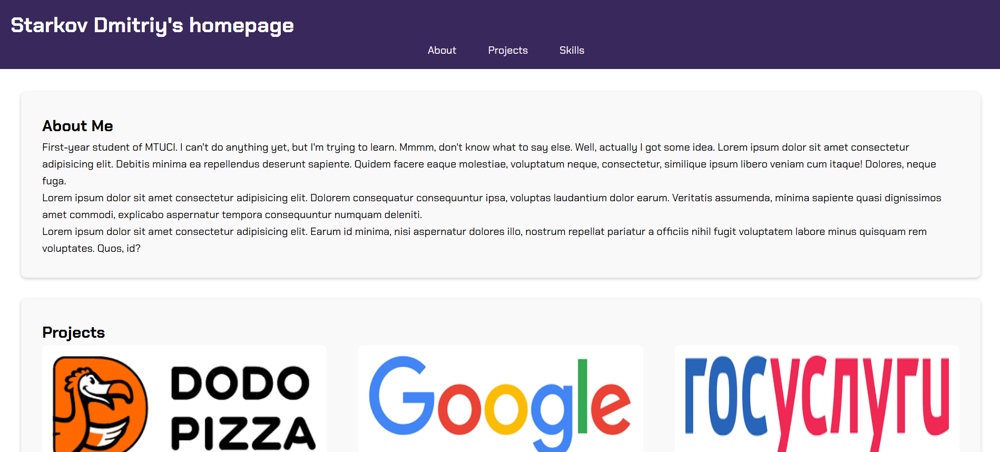 Starkov Dmitriy's homepage
About Projects Skills
About Me
First-year student of MTUCI. I can't do anything yet, but I'm trying to learn. Mmmm, don't know what to say else. Well, actually I got some idea. Lorem ipsum dolor sit amet consectetur
adipisicing elit. Debitis minima ea repellendus deserunt sapiente. Quidem facere eaque molestiae, voluptatum neque, consectetur, similique ipsum libero veniam cum itaque! Dolores, neque
fuga.
Lorem ipsum dolor sit amet consectetur adipisicing elit. Dolorem consequatur consequuntur ipsa, voluptas laudantium dolor earum. Veritatis assumenda, minima sapiente quasi dignissimos
amet commodi, explicabo aspernatur tempora consequuntur numquam deleniti.
Lorem ipsum dolor sit amet consectetur adipisicing elit. Earum id minima, nisi aspernatur dolores illo, nostrum repellat pariatur a officiis nihil fugit voluptatem labore minus quisquam rem
voluptates. Quos, id?
Projects
DODO
PIZZA
Google
госуслуги